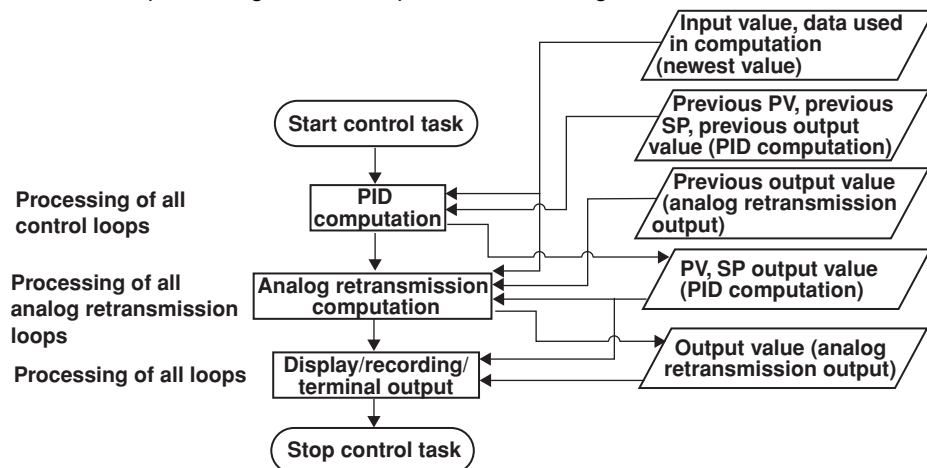 Input value, data used
in computation
(newest value)
Start control task
Previous PV, previous
SP, previous output
value (PID computation)
Processing of all
control loops
PID
computation
Previous output value
(analog retransmission
output)
Processing of all
analog retransmission
loops
Analog retransmission
computation
PV, SP output value
(PID computation)
Processing of all loops
Display/recording/
terminal output
Output value (analog
retransmission output)
Stop control task